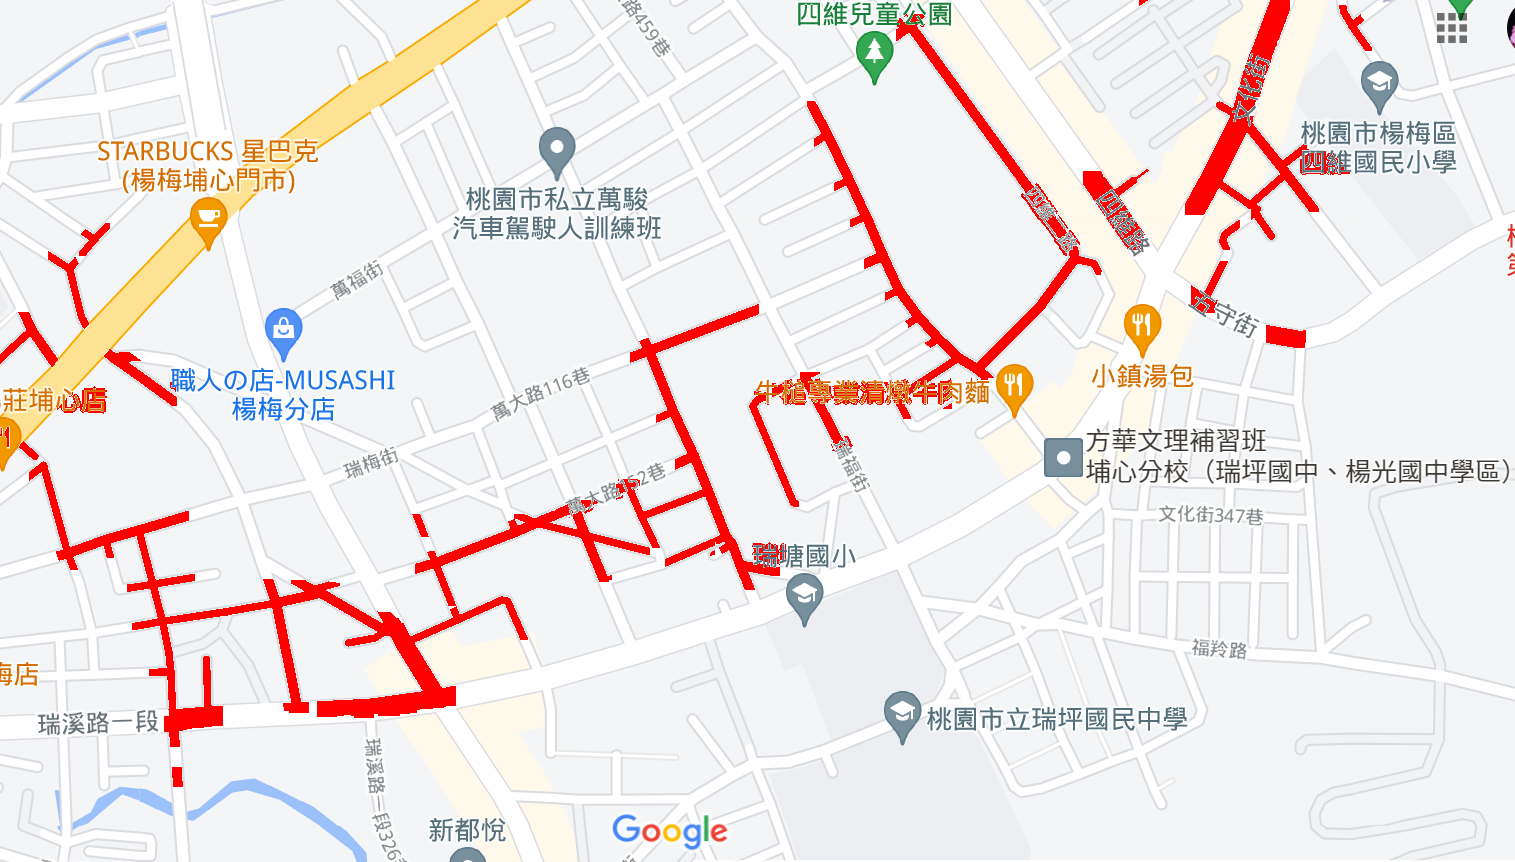 四維兒童公園
路459巷
文化街
STARBUCKS 星巴克
(楊梅埔心門市)
桃園市楊梅區
四維國民小學
桃園市私立萬駿
汽車駕駛人訓練班
四維二路
四維路
萬福街
五守街
職人の店-MUSASHI
楊梅分店
莊埔心店
萬大路116巷
牛槌專業清燉牛肉麵
小鎮湯包
瑞梅街
瑞福街
方華文理補習班
埔心分校（瑞坪國中、楊光國中學區）
萬大路152巷
文化街347巷
瑞塘國小
福羚路
梅店
瑞溪路一段
桃園市立瑞坪國民中學
瑞溪路一段326
新都悅
Google